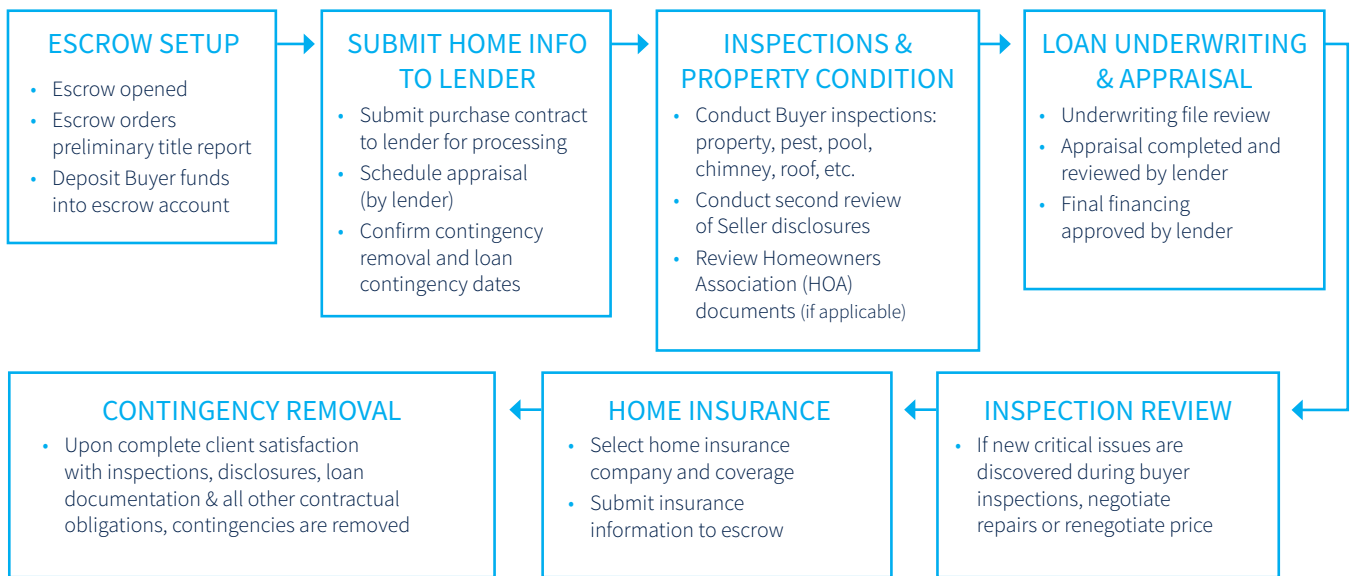 ESCROW SETUP
• Escrow opened
• Escrow orders
preliminary title report
• Deposit Buyer funds
into escrow account
SUBMIT HOME INFO
TO LENDER
• Submit purchase contract
to lender for processing
• Schedule appraisal
(by lender)
• Confirm contingency
removal and loan
contingency dates
INSPECTIONS &
PROPERTY CONDITION
• Conduct Buyer inspections:
property, pest, pool,
chimney, roof, etc.
• Conduct second review
of Seller disclosures
• Review Homeowners
Association (HOA)
documents (if applicable)
LOAN UNDERWRITING
& APPRAISAL
• Underwriting file review
• Appraisal completed and
reviewed by lender
• Final financing
approved by lender
INSPECTION REVIEW
• If new critical issues are
discovered during buyer
inspections, negotiate
repairs or renegotiate price
HOME INSURANCE
• Select home insurance
company and coverage
• Submit insurance
information to escrow
CONTINGENCY REMOVAL
• Upon complete client satisfaction
with inspections, disclosures, loan
documentation & all other contractual
obligations, contingencies are removed